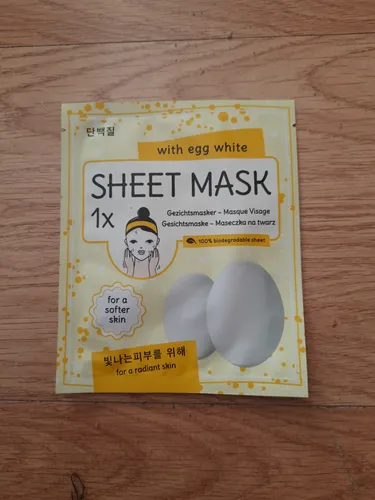 단백질
with egg white
SHEET MASK
1x
Gezichtsmasker – Masque Visage
Gesichtsmaske – Maseczka na twarz
100% biodegradable sheet
for a
softer
skin
빛나는피부를 위해
for a radiant skin